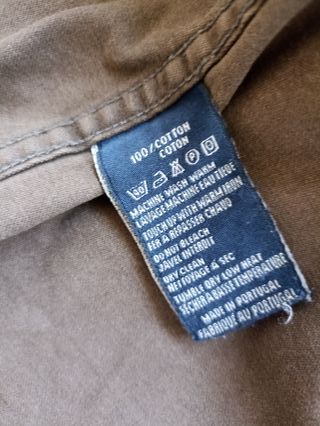 100/COTTON
COTON
MACHINE WASH WARM
LAVAGE MACHINE EAU TIEDE
TOUCH UP WITH WARM IRON
FER A REPASSER CHAUD
DO NOT BLEACH
JAVEL INTERDIT
DRY CLEAN
NETTOYAGE A SEC
TUMBLE DRY LOW HEAT
SECHER A BASSE TEMPERATURE
MADE IN PORTUGAL
FABRIQUE AU PORTUGAL